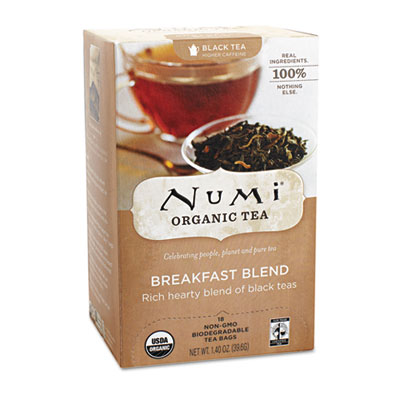 BLACK TEA
HIGHER CAFFEINE
REAL
INGREDIENTS.
100%
NOTHING
ELSE.
NUMi®
ORGANIC TEA
Celebrating people, planet and pure tea
BREAKFAST BLEND
Rich hearty blend of black teas
18
NON-GMO
BIODEGRADABLE
TEA BAGS
NET WT. 1.40 OZ (39.6G)
USDA
ORGANIC